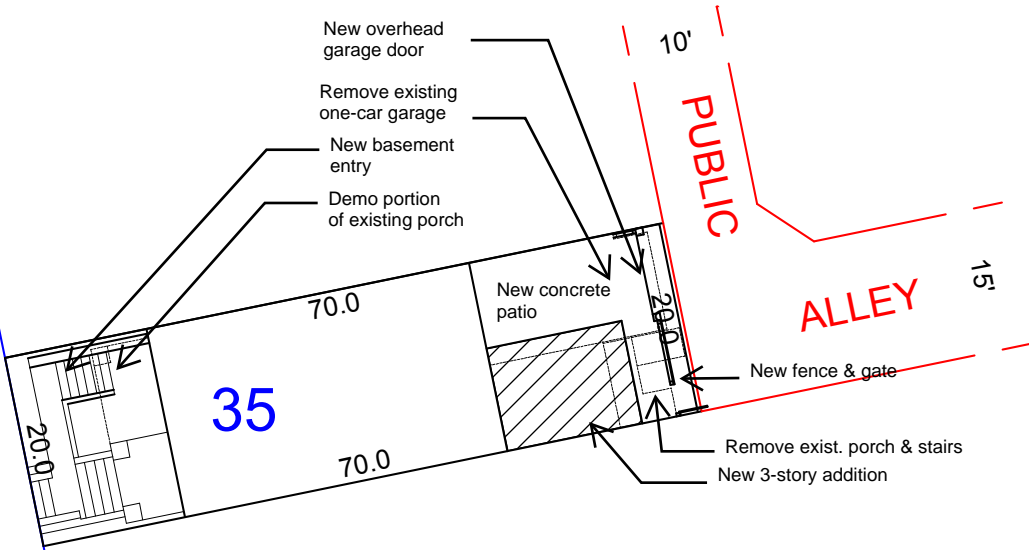 New overhead
garage door
10'
Remove existing
one-car garage
PUBLIC
New basement
entry
Demo portion
of existing porch
New concrete
patio
70.0
20.0
15'
ALLEY
35
New fence & gate
20.0
70.0
Remove exist. porch & stairs
New 3-story addition